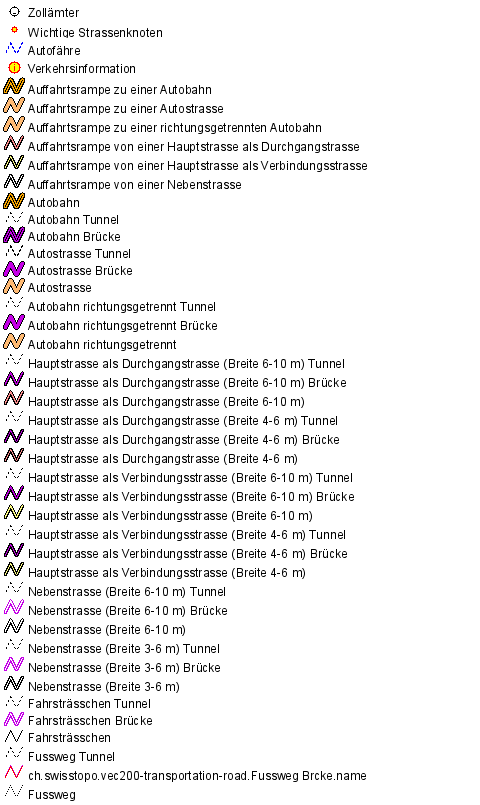 Zollämter
Wichtige Strassenknoten
Autofähre
Verkehrsinformation
Auffahrtsrampe zu einer Autobahn
Auffahrtsrampe zu einer Autostrasse
Auffahrtsrampe zu einer richtungsgetrennten Autobahn
Auffahrtsrampe von einer Hauptstrasse als Durchgangstrasse
Auffahrtsrampe von einer Hauptstrasse als Verbindungsstrasse
Auffahrtsrampe von einer Nebenstrasse
Autobahn
Autobahn Tunnel
Autobahn Brücke
Autostrasse Tunnel
Autostrasse Brücke
Autostrasse
Autobahn richtungsgetrennt Tunnel
Autobahn richtungsgetrennt Brücke
Autobahn richtungsgetrennt
Hauptstrasse als Durchgangstrasse (Breite 6-10 m) Tunnel
Hauptstrasse als Durchgangstrasse (Breite 6-10 m) Brücke
Hauptstrasse als Durchgangstrasse (Breite 6-10 m)
Hauptstrasse als Durchgangstrasse (Breite 4-6 m) Tunnel
Hauptstrasse als Durchgangstrasse (Breite 4-6 m) Brücke
Hauptstrasse als Durchgangstrasse (Breite 4-6 m)
Hauptstrasse als Verbindungsstrasse (Breite 6-10 m) Tunnel
Hauptstrasse als Verbindungsstrasse (Breite 6-10 m) Brücke
Hauptstrasse als Verbindungsstrasse (Breite 6-10 m)
Hauptstrasse als Verbindungsstrasse (Breite 4-6 m) Tunnel
Hauptstrasse als Verbindungsstrasse (Breite 4-6 m) Brücke
Hauptstrasse als Verbindungsstrasse (Breite 4-6 m)
Nebenstrasse (Breite 6-10 m) Tunnel
Nebenstrasse (Breite 6-10 m) Brücke
Nebenstrasse (Breite 6-10 m)
Nebenstrasse (Breite 3-6 m) Tunnel
Nebenstrasse (Breite 3-6 m) Brücke
Nebenstrasse (Breite 3-6 m)
Fahrsträsschen Tunnel
Fahrsträsschen Brücke
Fahrsträsschen
Fussweg Tunnel
ch.swisstopo.vec200-transportation-road.Fussweg Brcke.name
Fussweg